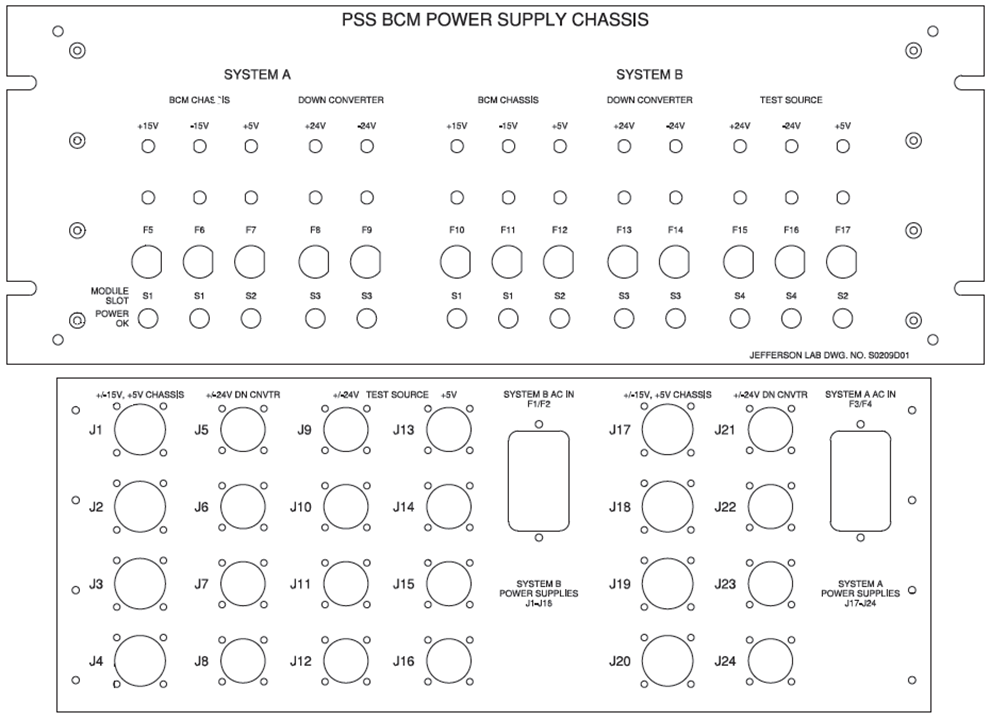 PSS BCM POWER SUPPLY CHASSIS
SYSTEM A SYSTEM B
BCM CHASSIS DOWN CONVERTER BCM CHASSIS DOWN CONVERTER TEST SOURCE
+15V -15V +5V +24V -24V +15V -15V +5V +24V -24V +24V -24V +5V
F5 F6 F7 F8 F9 F10 F11 F12 F13 F14 F15 F16 F17
MODULE
SLOT S1 S1 S2 S3 S3 S1 S1 S2 S3 S3 S4 S4 S2
POWER
OK
JEFFERSON LAB DWG. NO. S0209D01
+/-15V, +5V CHASSIS +/-24V DN CNVTR +/-24V TEST SOURCE +5V SYSTEM B AC IN +/-15V, +5V CHASSIS +/-24V DN CNVTR SYSTEM A AC IN
F1/F2 F3/F4
J1 J5 J9 J13 J17 J21
J2 J6 J10 J14 J18 J22
J3 J7 J11 J15 J19 J23
SYSTEM B
POWER SUPPLIES
J1-J16
SYSTEM A
POWER SUPPLIES
J17-J24
J4 J8 J12 J16 J20 J24